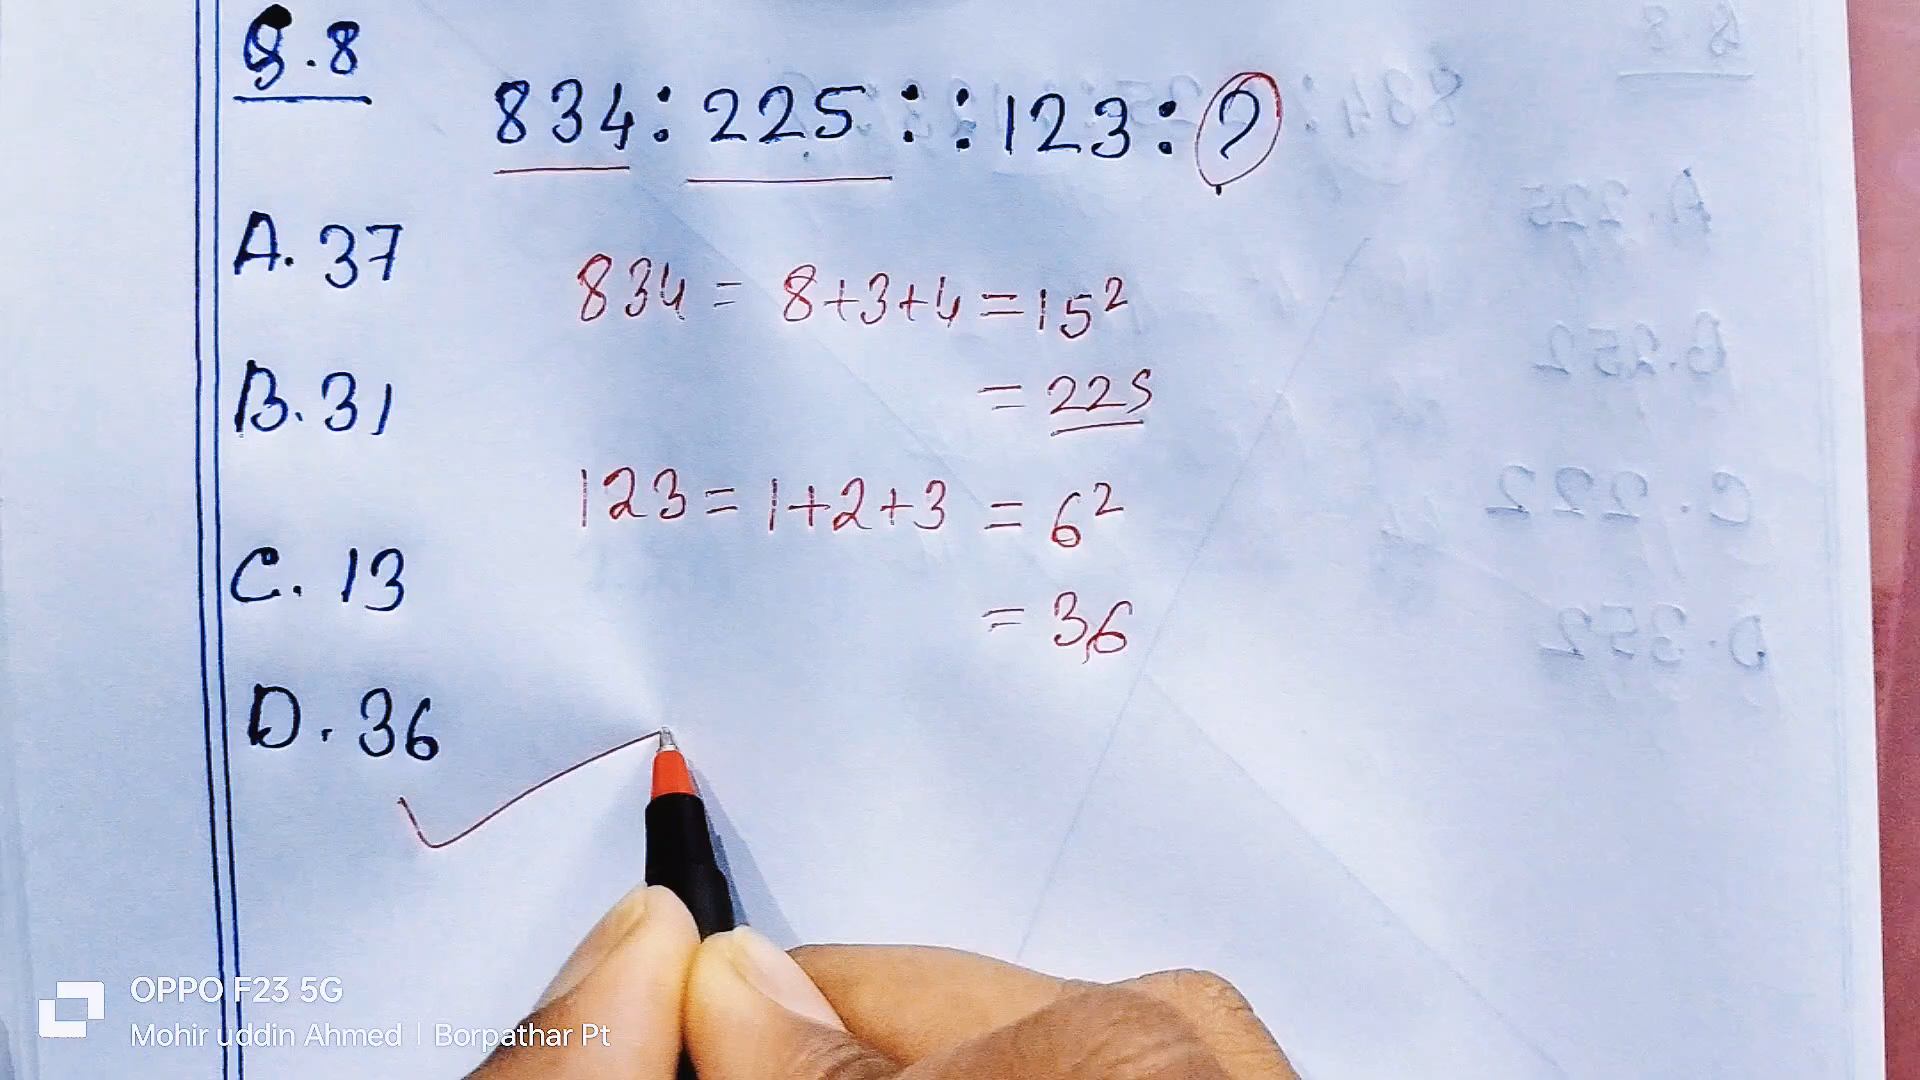 Q.8
834 : 225 :: 123 : ?
A. 37
834 = 8+3+4 = 15²
= 225
B. 31
123 = 1+2+3 = 6²
= 36
C. 13
D. 36
OPPO F23 5G
Mohir uddin Ahmed | Borpathar Pt